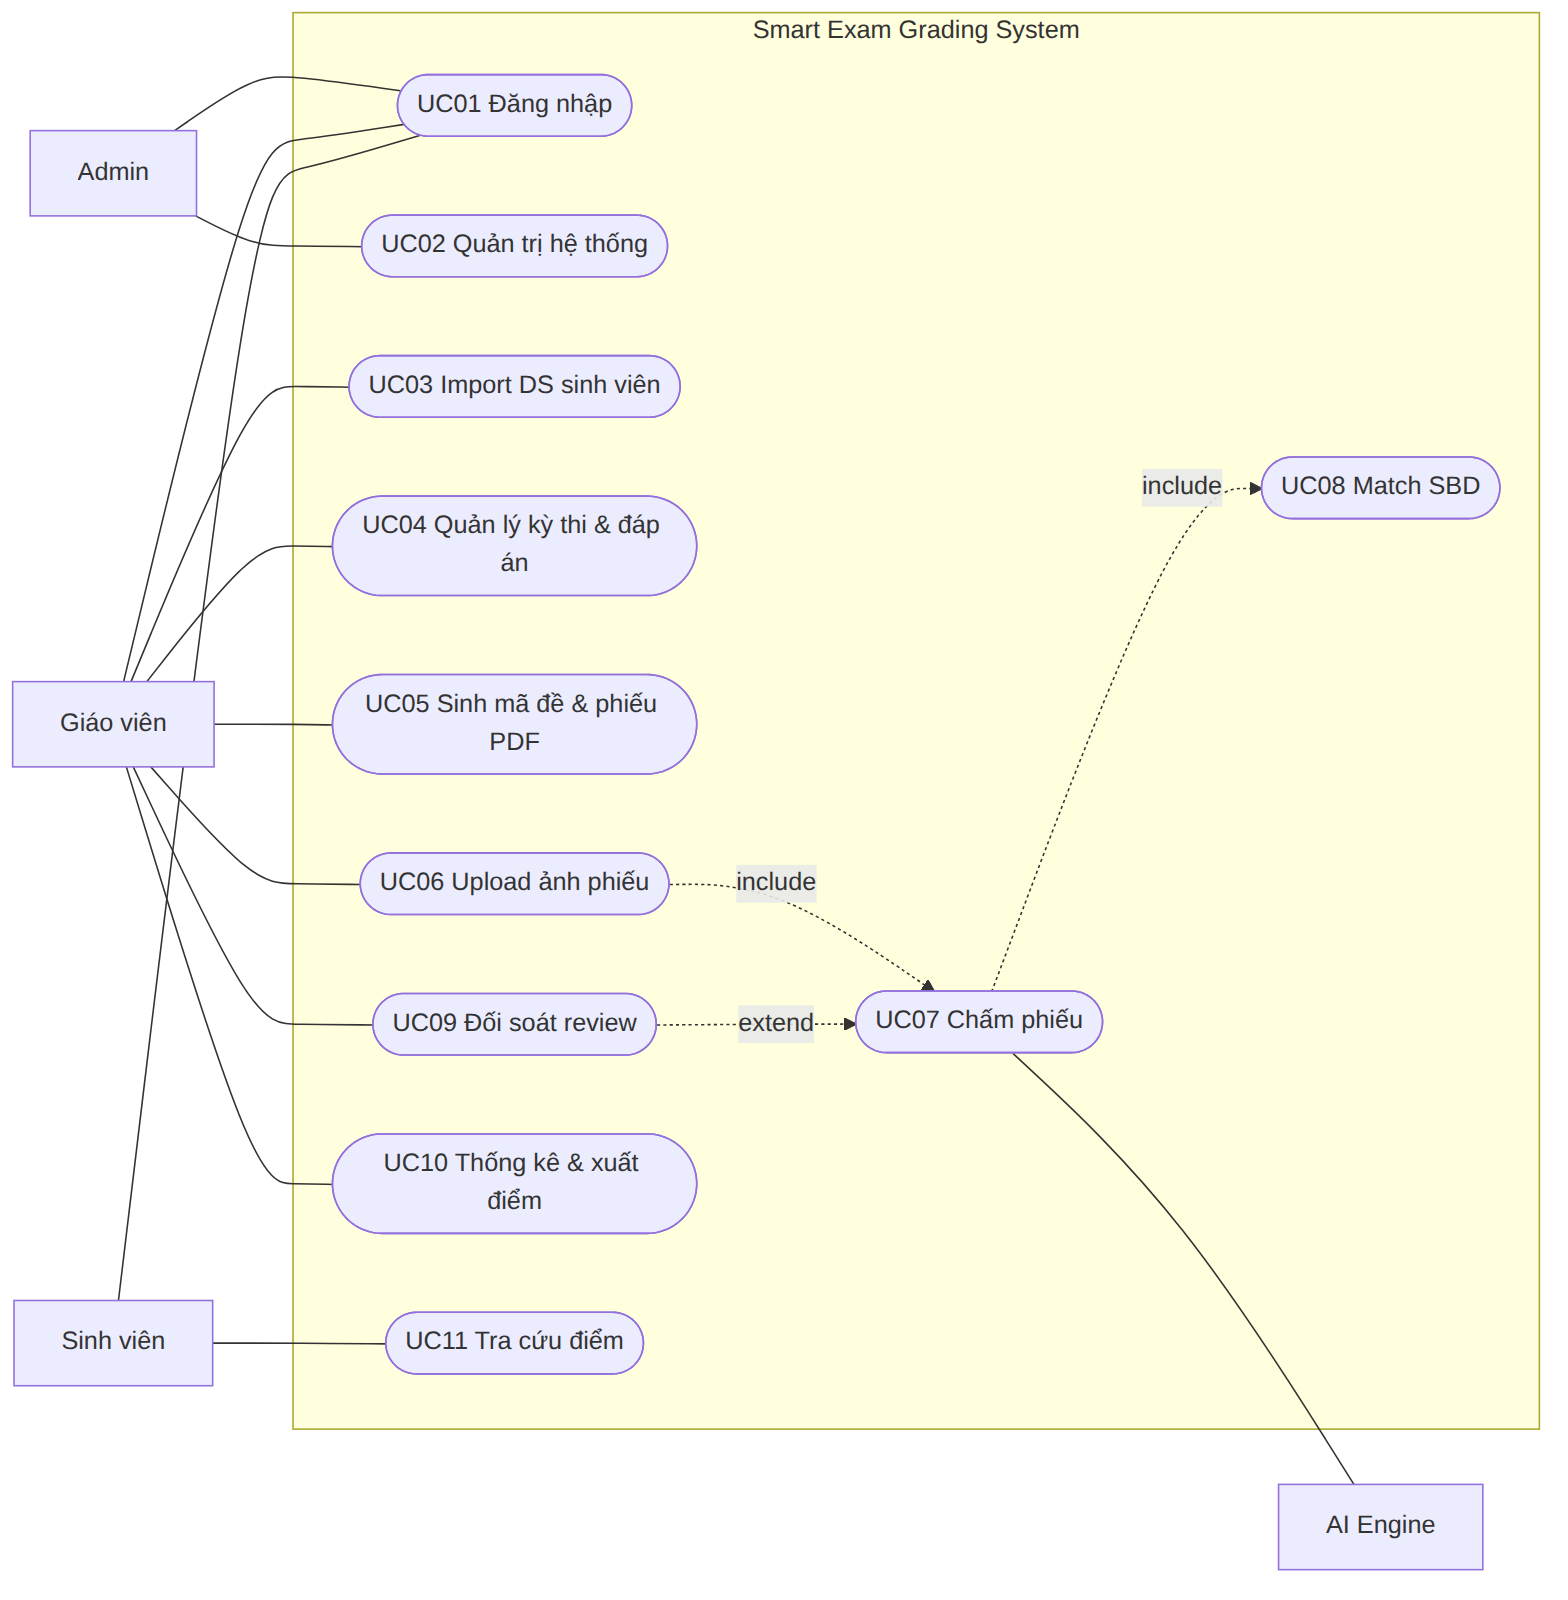 Smart Exam Grading System
UC01 Đăng nhập
Admin
UC02 Quản trị hệ thống
UC03 Import DS sinh viên
include
UC08 Match SBD
UC04 Quản lý kỳ thi & đáp
án
Giáo viên
UC05 Sinh mã đề & phiếu
PDF
UC06 Upload ảnh phiếu
include
UC09 Đối soát review
extend
UC07 Chấm phiếu
UC10 Thống kê & xuất
điểm
Sinh viên
UC11 Tra cứu điểm
AI Engine